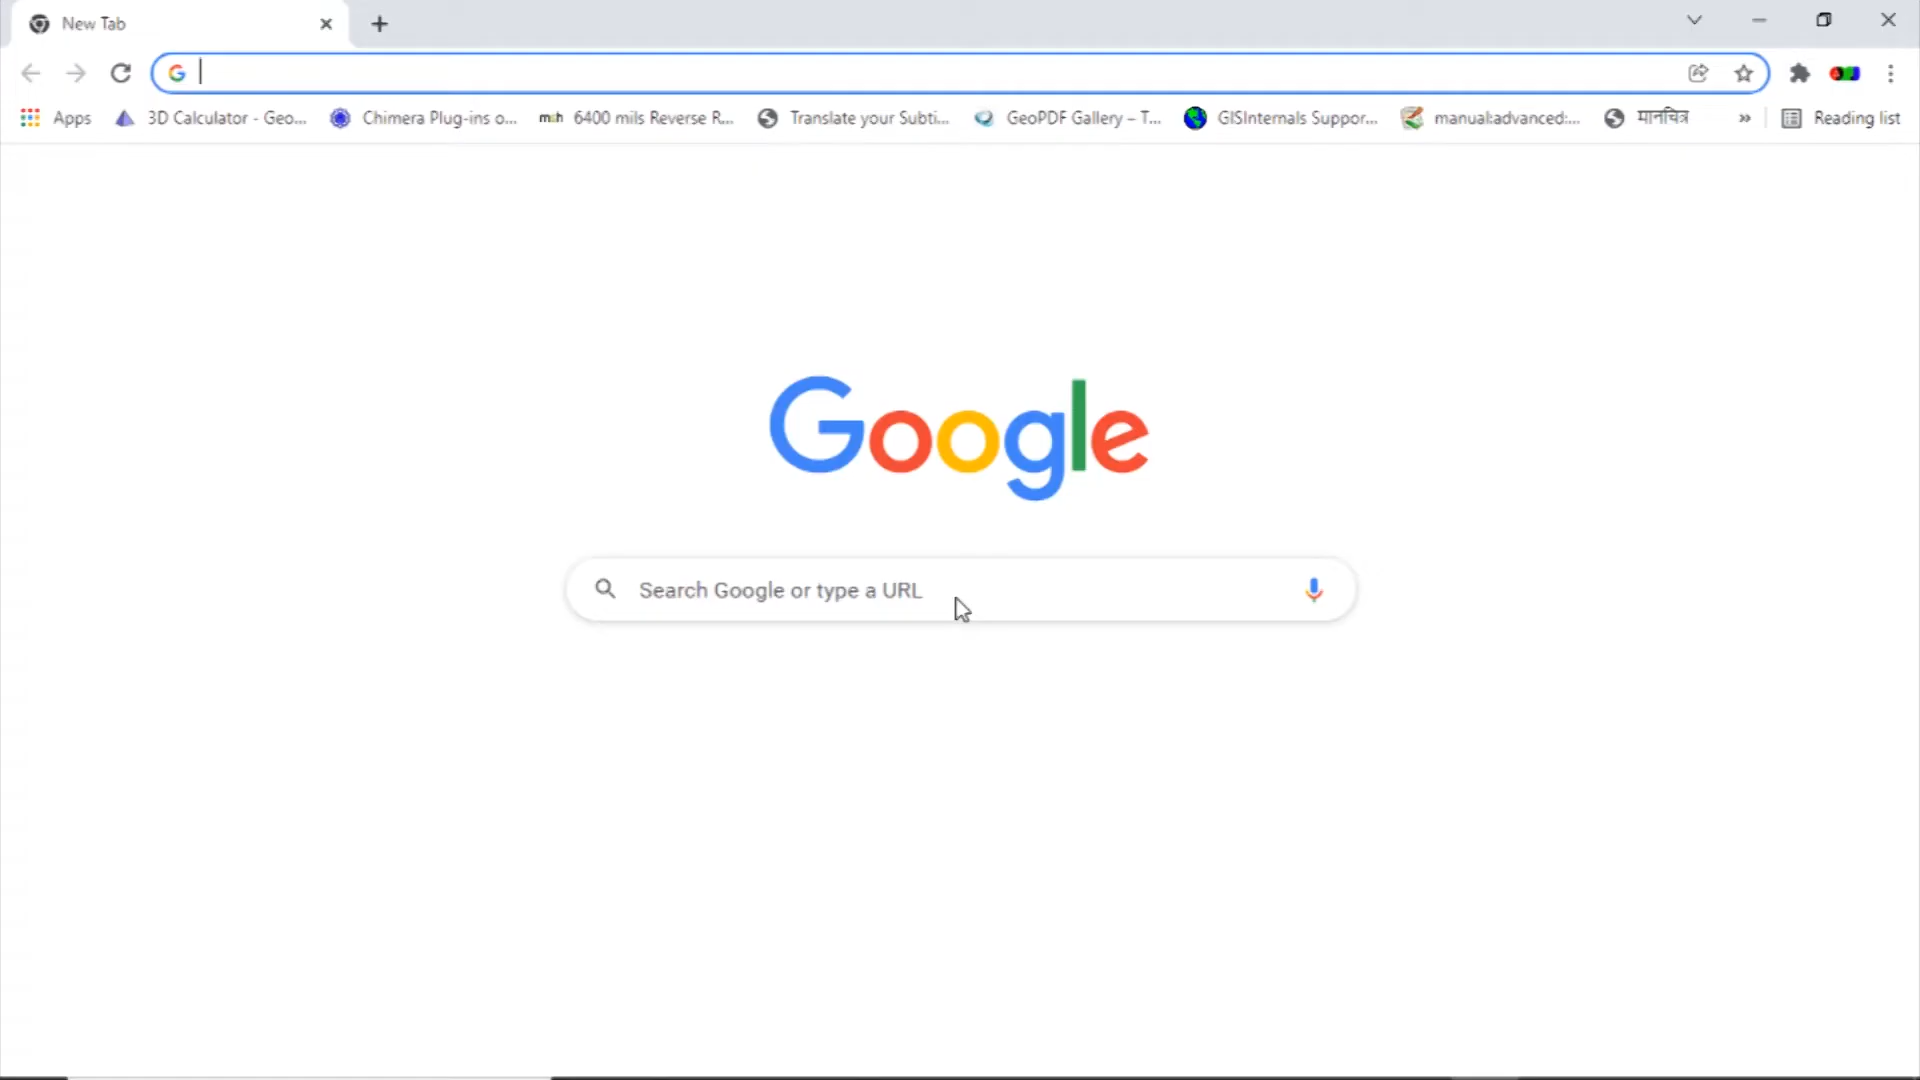 New Tab
Apps
3D Calculator - Geo...
Chimera Plug-ins o...
msh 6400 mils Reverse R...
Translate your Subti...
GeoPDF Gallery – T...
GISInternals Suppor...
manual:advanced:...
मानचित्र
Reading list
Google
Search Google or type a URL